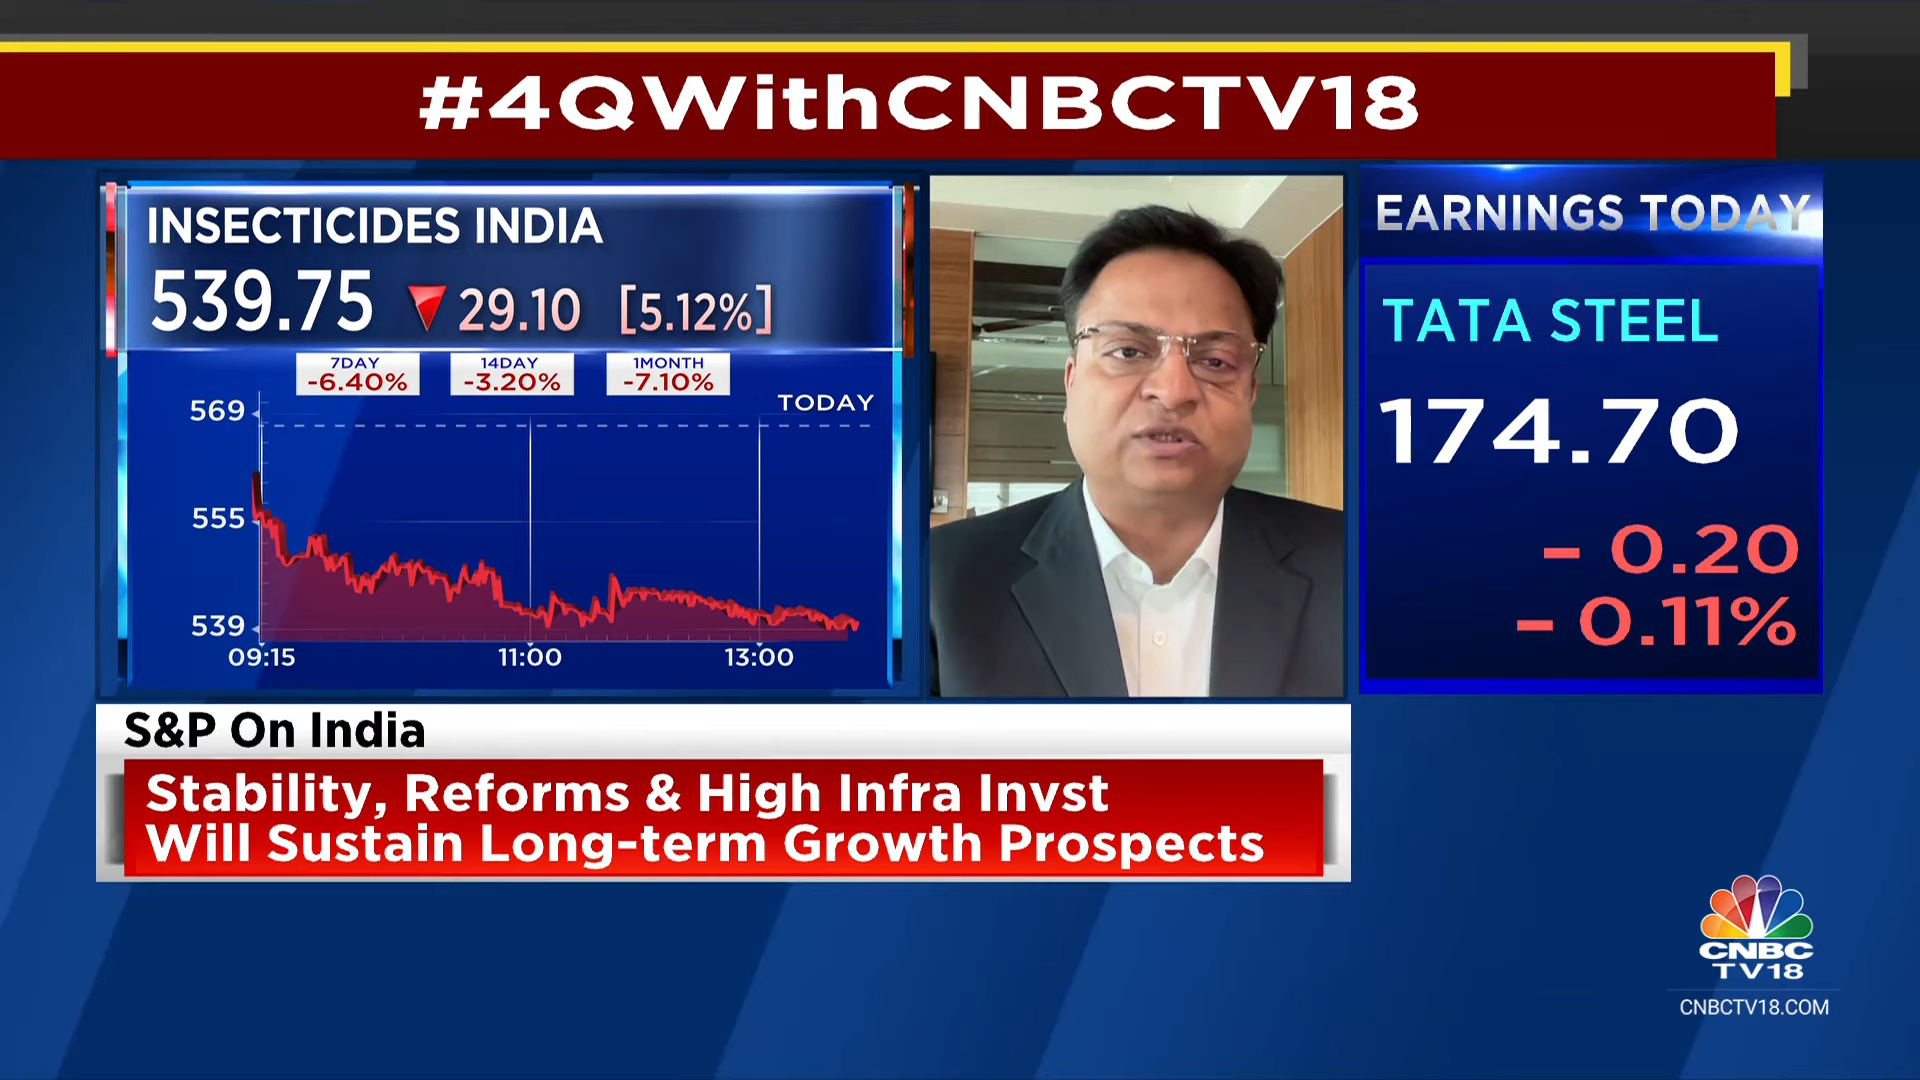 #4QWithCNBCTV18
INSECTICIDES INDIA
539.75 ▼ 29.10 [5.12%]
7DAY
-6.40%
14DAY
-3.20%
1MONTH
-7.10%
TODAY
569
555
539
09:15 11:00 13:00
EARNINGS TODAY
TATA STEEL
174.70
- 0.20
- 0.11%
S&P On India
Stability, Reforms & High Infra Invst
Will Sustain Long-term Growth Prospects
CNBC
TV18
CNBCTV18.COM